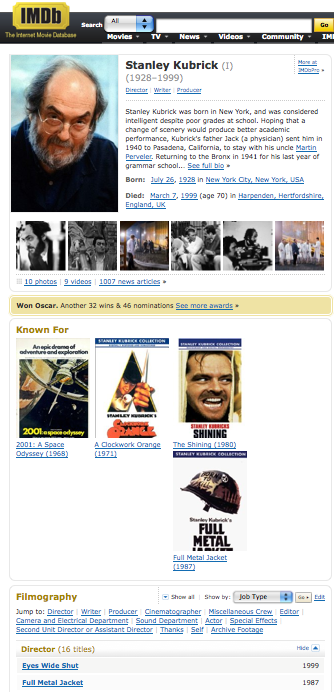 IMDb
The Internet Movie Database
Search
All
Go
Movies TV News Videos Community
Stanley Kubrick (I)
(1928–1999)
More at
IMDbPro »
Director | Writer | Producer
Stanley Kubrick was born in New York, and was considered
intelligent despite poor grades at school. Hoping that a
change of scenery would produce better academic
performance, Kubrick's father Jack (a physician) sent him in
1940 to Pasadena, California, to stay with his uncle Martin
Perveler. Returning to the Bronx in 1941 for his last year of
grammar school... See full bio »
Born: July 26, 1928 in New York City, New York, USA
Died: March 7, 1999 (age 70) in Harpenden, Hertfordshire,
England, UK
10 photos | 9 videos | 1007 news articles »
Won Oscar. Another 32 wins & 46 nominations See more awards »
Known For
An epic drama of
adventure and exploration
2001: a space odyssey
STANLEY KUBRICK COLLECTION
STANLEY KUBRICK'S
CLOCKWORK
ORANGE
STANLEY KUBRICK COLLECTION
STANLEY KUBRICK'S
SHINING
2001: A Space
Odyssey (1968)
A Clockwork Orange
(1971)
The Shining (1980)
STANLEY KUBRICK COLLECTION
Stanley Kubrick's
FULL
METAL
JACKET
Full Metal Jacket
(1987)
Filmography
Show all | Show by: Job Type Go » Edit
Jump to: Director | Writer | Producer | Cinematographer | Miscellaneous Crew | Editor |
Camera and Electrical Department | Sound Department | Actor | Special Effects |
Second Unit Director or Assistant Director | Thanks | Self | Archive Footage
Director (16 titles) Hide
Eyes Wide Shut 1999
Full Metal Jacket 1987